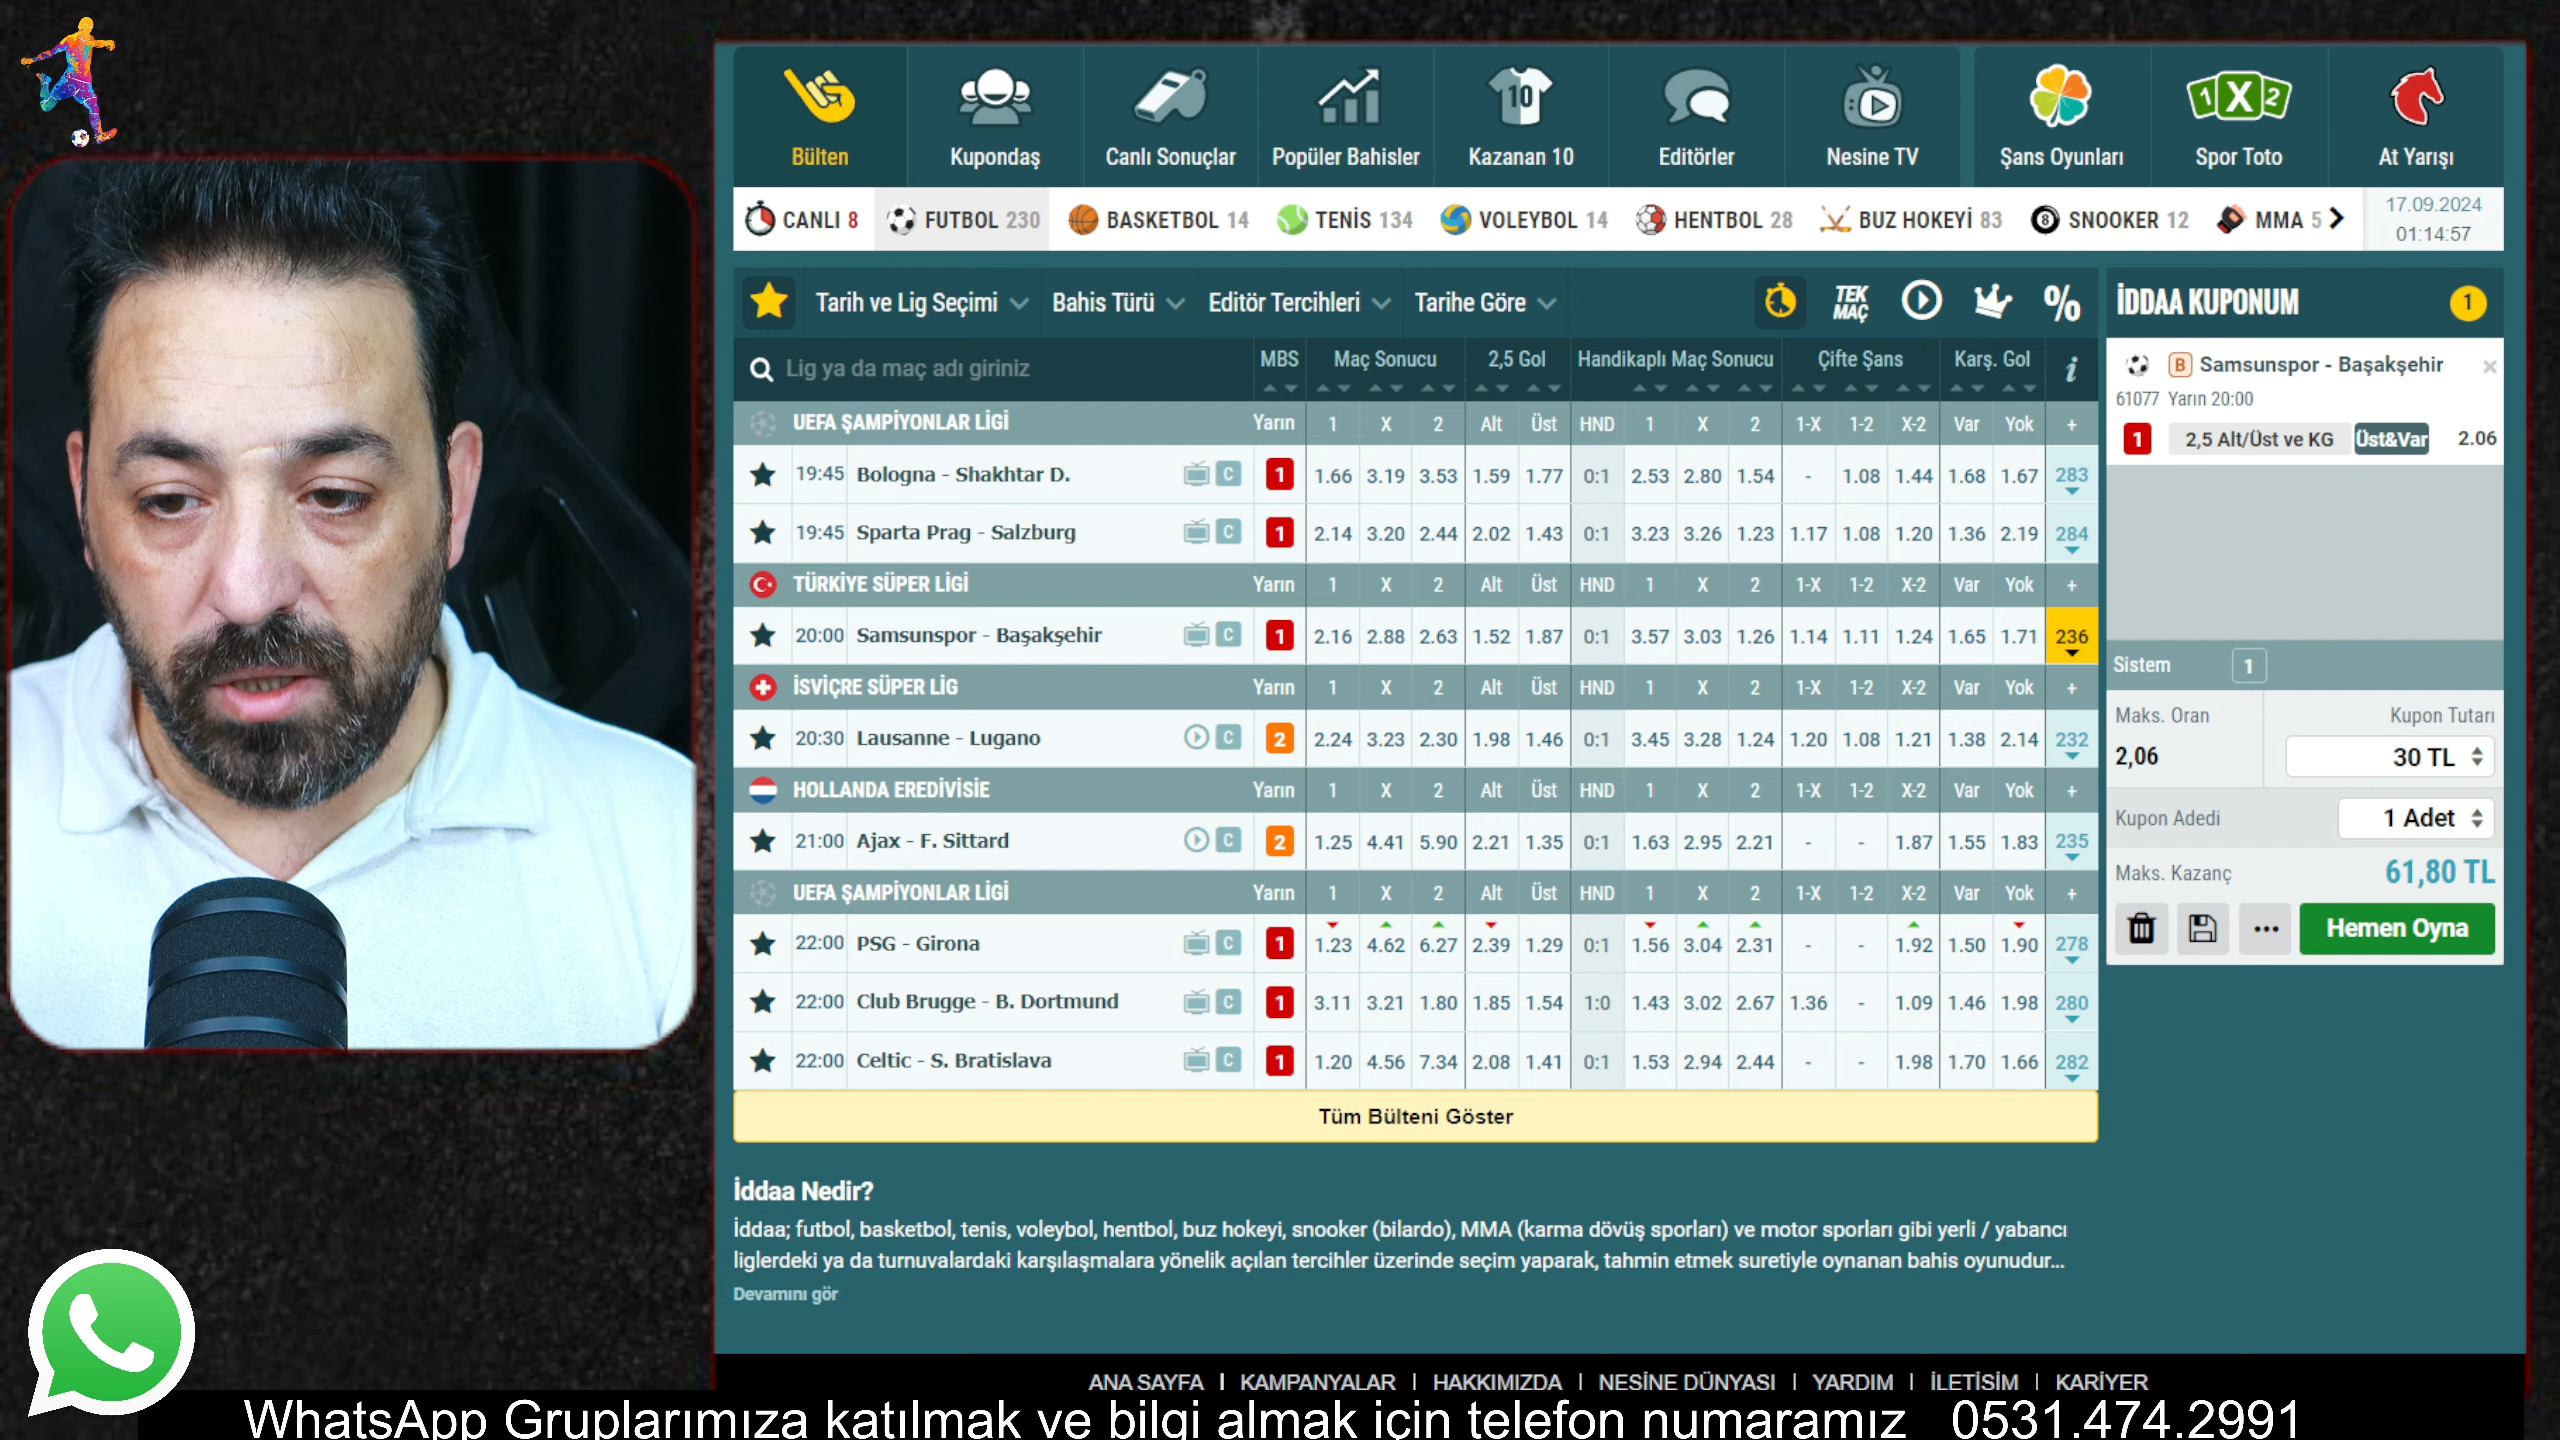 Bülten
Kupondaş
Canlı Sonuçlar
Popüler Bahisler
10
Kazanan 10
Editörler
Nesine TV
Şans Oyunları
1 X 2
Spor Toto
At Yarışı
CANLI 8
FUTBOL 230
BASKETBOL 14
TENİS 134
VOLEYBOL 14
HENTBOL 28
BUZ HOKEYİ 83
8 SNOOKER 12
MMA 5
17.09.2024
01:14:57
Tarih ve Lig Seçimi
Bahis Türü
Editör Tercihleri
Tarihe Göre
TEK MAÇ
%
Lig ya da maç adı giriniz
MBS Maç Sonucu 2,5 Gol Handikaplı Maç Sonucu Çifte Şans Karş. Gol i
UEFA ŞAMPİYONLAR LİGİ Yarın 1 X 2 Alt Üst HND 1 X 2 1-X 1-2 X-2 Var Yok +
19:45 Bologna - Shakhtar D. C 1 1.66 3.19 3.53 1.59 1.77 0:1 2.53 2.80 1.54 - 1.08 1.44 1.68 1.67 283
19:45 Sparta Prag - Salzburg C 1 2.14 3.20 2.44 2.02 1.43 0:1 3.23 3.26 1.23 1.17 1.08 1.20 1.36 2.19 284
TÜRKİYE SÜPER LİGİ Yarın 1 X 2 Alt Üst HND 1 X 2 1-X 1-2 X-2 Var Yok +
20:00 Samsunspor - Başakşehir C 1 2.16 2.88 2.63 1.52 1.87 0:1 3.57 3.03 1.26 1.14 1.11 1.24 1.65 1.71 236
İSVİÇRE SÜPER LİG Yarın 1 X 2 Alt Üst HND 1 X 2 1-X 1-2 X-2 Var Yok +
20:30 Lausanne - Lugano C 2 2.24 3.23 2.30 1.98 1.46 0:1 3.45 3.28 1.24 1.20 1.08 1.21 1.38 2.14 232
HOLLANDA EREDİVİSİE Yarın 1 X 2 Alt Üst HND 1 X 2 1-X 1-2 X-2 Var Yok +
21:00 Ajax - F. Sittard C 2 1.25 4.41 5.90 2.21 1.35 0:1 1.63 2.95 2.21 - - 1.87 1.55 1.83 235
UEFA ŞAMPİYONLAR LİGİ Yarın 1 X 2 Alt Üst HND 1 X 2 1-X 1-2 X-2 Var Yok +
22:00 PSG - Girona C 1 1.23 4.62 6.27 2.39 1.29 0:1 1.56 3.04 2.31 - - 1.92 1.50 1.90 278
22:00 Club Brugge - B. Dortmund C 1 3.11 3.21 1.80 1.85 1.54 1:0 1.43 3.02 2.67 1.36 - 1.09 1.46 1.98 280
22:00 Celtic - S. Bratislava C 1 1.20 4.56 7.34 2.08 1.41 0:1 1.53 2.94 2.44 - - 1.98 1.70 1.66 282
Tüm Bülteni Göster
İDDAA KUPONUM 1
B Samsunspor - Başakşehir
61077 Yarın 20:00
1 2,5 Alt/Üst ve KG Üst&Var 2.06
Sistem 1
Maks. Oran Kupon Tutarı
2,06 30 TL
Kupon Adedi 1 Adet
Maks. Kazanç 61,80 TL
Hemen Oyna
İddaa Nedir?
İddaa; futbol, basketbol, tenis, voleybol, hentbol, buz hokeyi, snooker (bilardo), MMA (karma dövüş sporları) ve motor sporları gibi yerli / yabancı
liglerdeki ya da turnuvalardaki karşılaşmalara yönelik açılan tercihler üzerinde seçim yaparak, tahmin etmek suretiyle oynanan bahis oyunudur...
Devamını gör
ANA SAYFA | KAMPANYALAR | HAKKIMIZDA | NESİNE DÜNYASI | YARDIM | İLETİSİM | KARİYER
WhatsApp Gruplarımıza katılmak ve bilgi almak için telefon numaramız 0531.474.2991